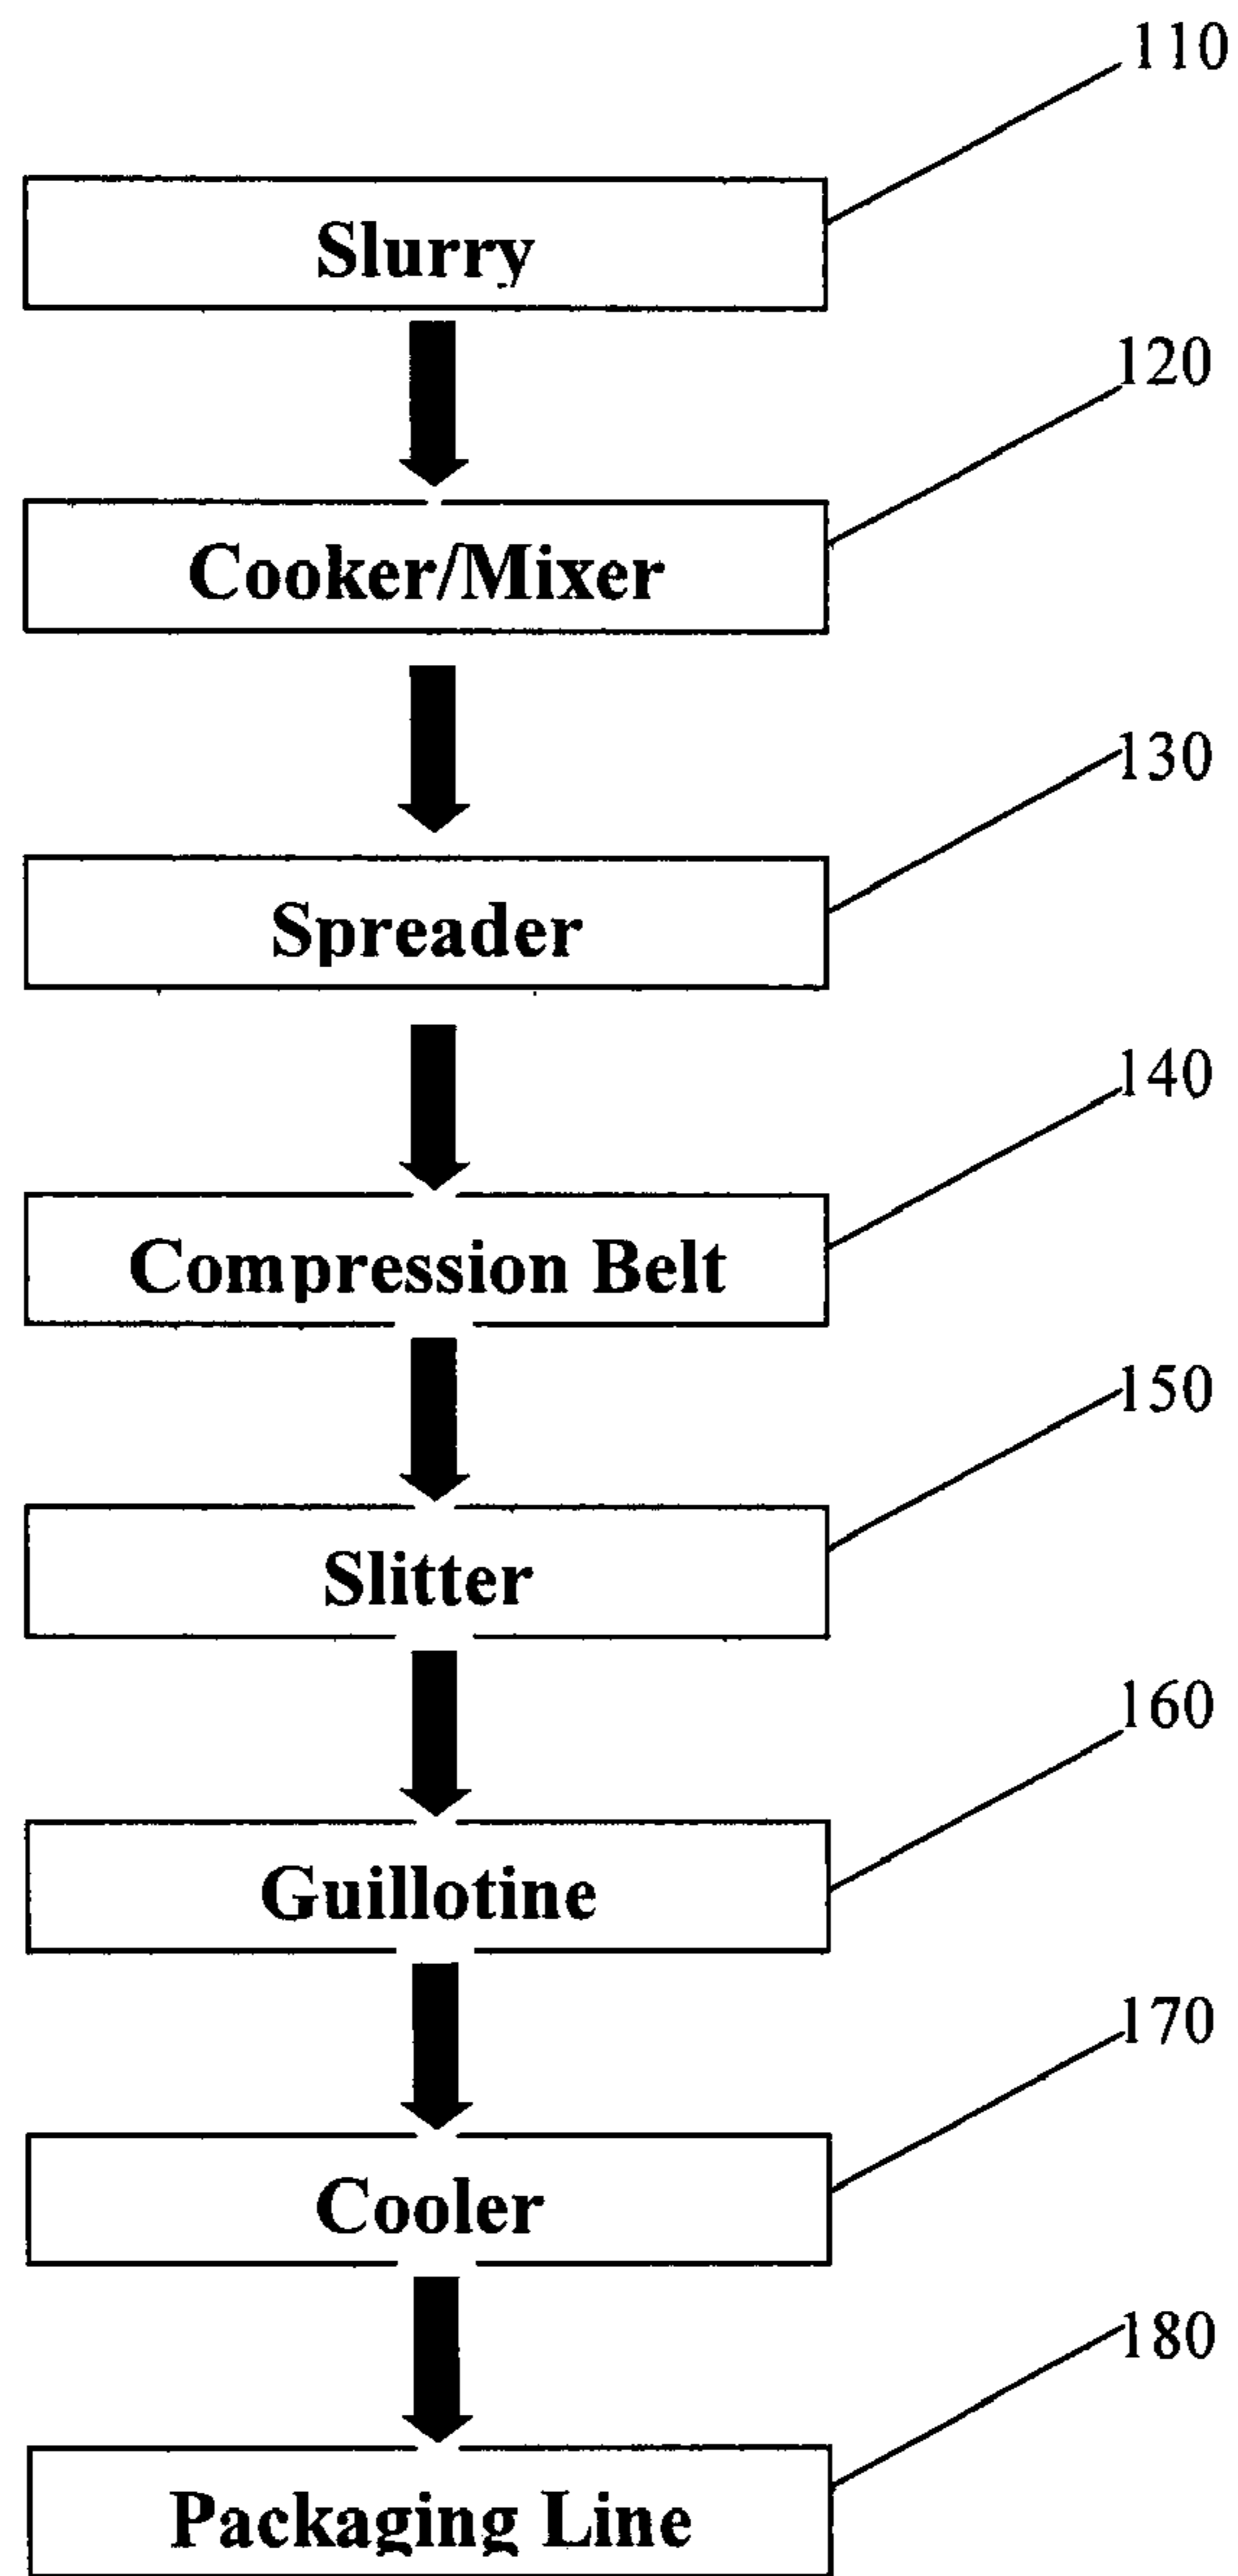 110
Slurry
120
Cooker/Mixer
130
Spreader
140
Compression Belt
150
Slitter
160
Guillotine
170
Cooler
180
Packaging Line